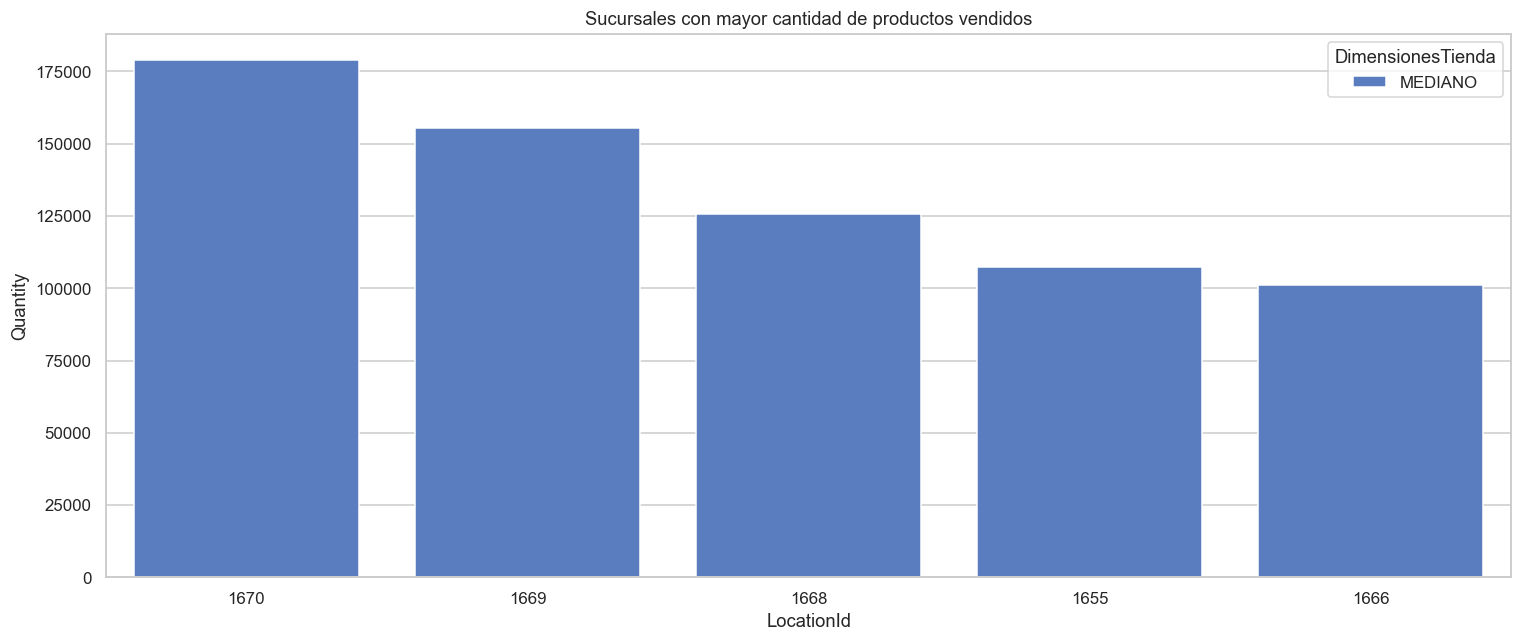 Sucursales con mayor cantidad de productos vendidos
DimensionesTienda
MEDIANO
175000
150000
125000
100000
75000
50000
25000
0
Quantity
1670 1669 1668 1655 1666
LocationId